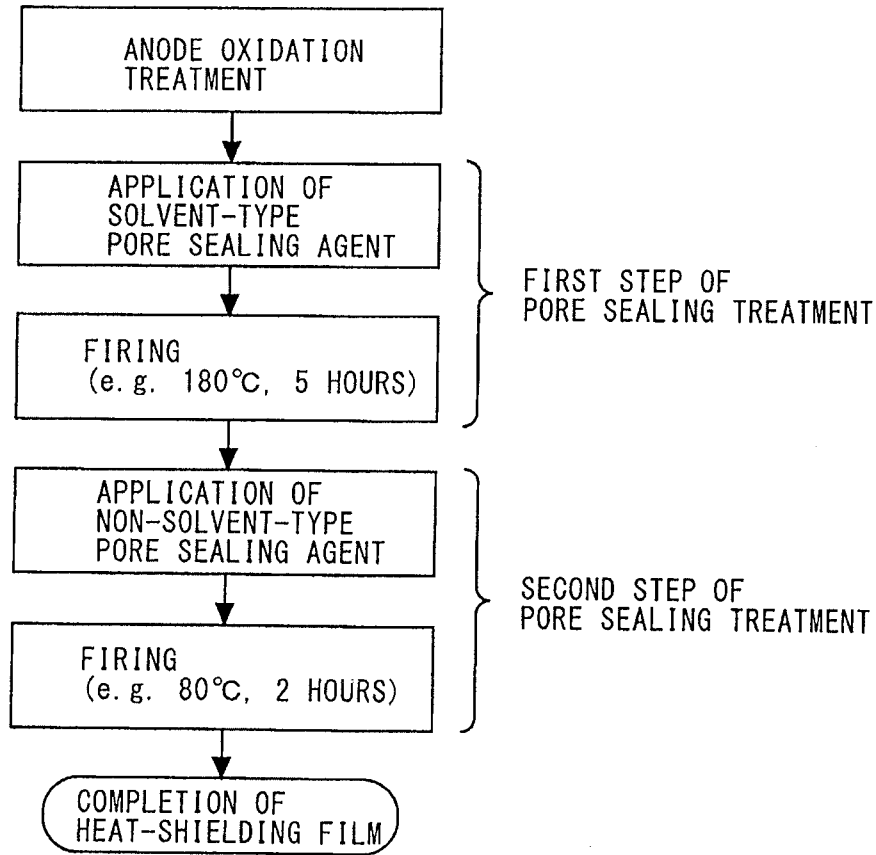 ANODE OXIDATION
TREATMENT
APPLICATION OF
SOLVENT-TYPE
PORE SEALING AGENT
FIRING
(e.g. 180℃, 5 HOURS)
FIRST STEP OF
PORE SEALING TREATMENT
APPLICATION OF
NON-SOLVENT-TYPE
PORE SEALING AGENT
FIRING
(e.g. 80℃, 2 HOURS)
SECOND STEP OF
PORE SEALING TREATMENT
COMPLETION OF
HEAT-SHIELDING FILM